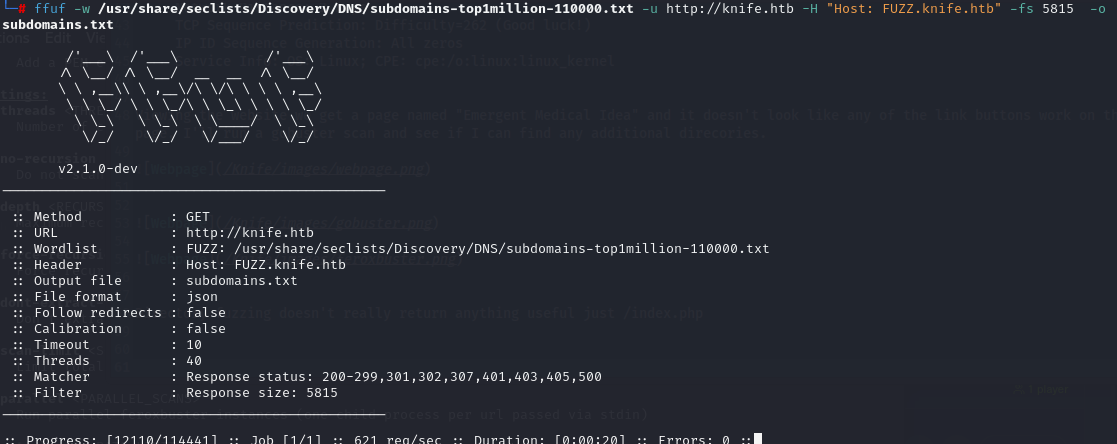 └─# ffuf -w /usr/share/seclists/Discovery/DNS/subdomains-top1million-110000.txt -u http://knife.htb -H "Host: FUZZ.knife.htb" -fs 5815 -o
subdomains.txt
v2.1.0-dev
:: Method : GET
:: URL : http://knife.htb
:: Wordlist : FUZZ: /usr/share/seclists/Discovery/DNS/subdomains-top1million-110000.txt
:: Header : Host: FUZZ.knife.htb
:: Output file : subdomains.txt
:: File format : json
:: Follow redirects : false
:: Calibration : false
:: Timeout : 10
:: Threads : 40
:: Matcher : Response status: 200-299,301,302,307,401,403,405,500
:: Filter : Response size: 5815
:: Progress: [12110/114441] :: Job [1/1] :: 621 req/sec :: Duration: [0:00:20] :: Errors: 0 ::